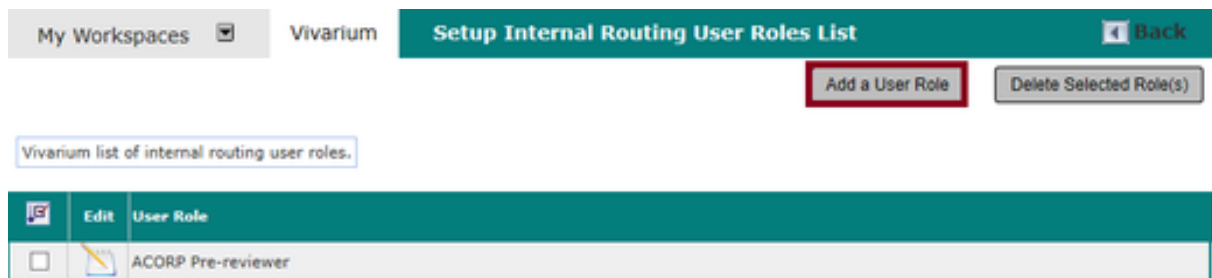 My Workspaces Vivarium Setup Internal Routing User Roles List Back
Add a User Role Delete Selected Role(s)
Vivarium list of internal routing user roles.
Edit User Role
ACORP Pre-reviewer